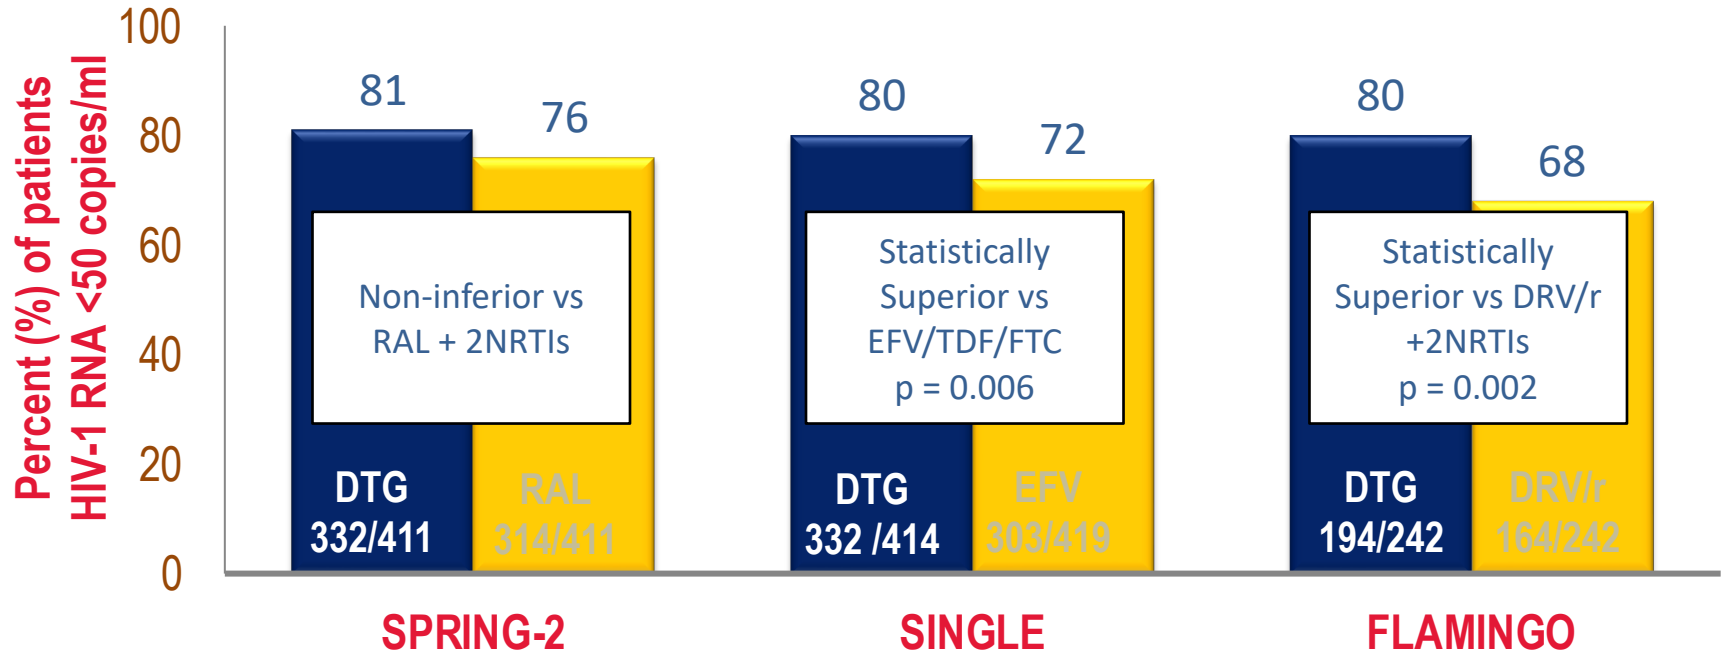 Percent (%) of patients
HIV-1 RNA <50 copies/ml
100
80
60
40
20
0
81
76
Non-inferior vs
RAL + 2NRTIs
DTG
332/411
RAL
314/411
SPRING-2
80
72
Statistically
Superior vs
EFV/TDF/FTC
p = 0.006
DTG
332 /414
EFV
303/419
SINGLE
80
68
Statistically
Superior vs DRV/r
+2NRTIs
p = 0.002
DTG
194/242
DRV/r
164/242
FLAMINGO